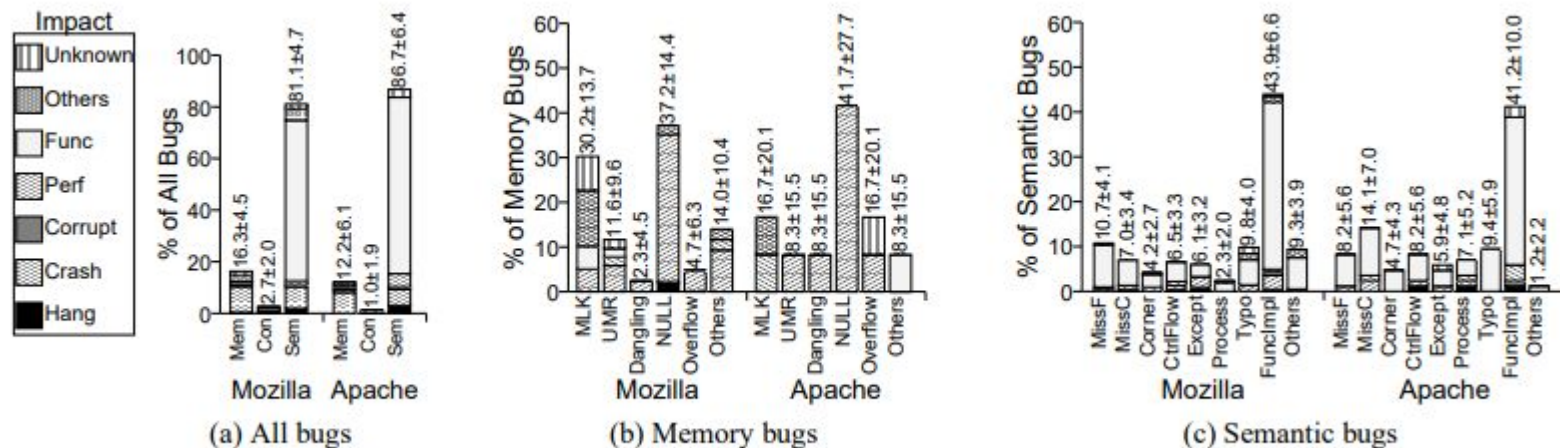 Impact
Unknown
Others
Func
Perf
Corrupt
Crash
Hang
% of All Bugs
100
80
60
40
20
0
16.3±4.5
2.7±2.0
81.1±4.7
12.2±6.1
1.0±1.9
86.7±6.4
Mem
Con
Sem
Mem
Con
Sem
Mozilla
Apache
(a) All bugs
% of Memory Bugs
60
50
40
30
20
10
0
30.2±13.7
11.6±9.6
2.3±4.5
37.2±14.4
4.7±6.3
14.0±10.4
16.7±20.1
8.3±15.5
8.3±15.5
41.7±27.7
16.7±20.1
8.3±15.5
MLK
UMR
Dangling
NULL
Overflow
Others
MLK
UMR
Dangling
NULL
Overflow
Others
Mozilla
Apache
(b) Memory bugs
% of Semantic Bugs
60
40
20
0
10.7±4.1
7.0±3.4
4.2±2.7
6.5±3.3
6.1±3.2
2.3±2.0
9.8±4.0
43.9±6.6
9.3±3.9
8.2±5.6
14.1±7.0
4.7±4.3
8.2±5.6
5.9±4.8
7.1±5.2
9.4±5.9
41.2±10.0
1.2±2.2
MissF
MissC
Corner
CtrlFlow
Except
Process
Typo
FuncImpl
Others
MissF
MissC
Corner
CtrlFlow
Except
Process
Typo
FuncImpl
Others
Mozilla
Apache
(c) Semantic bugs